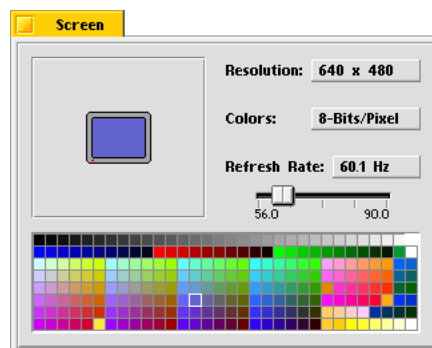 Screen
Resolution: 640 x 480
Colors: 8-Bits/Pixel
Refresh Rate: 60.1 Hz
56.0 90.0